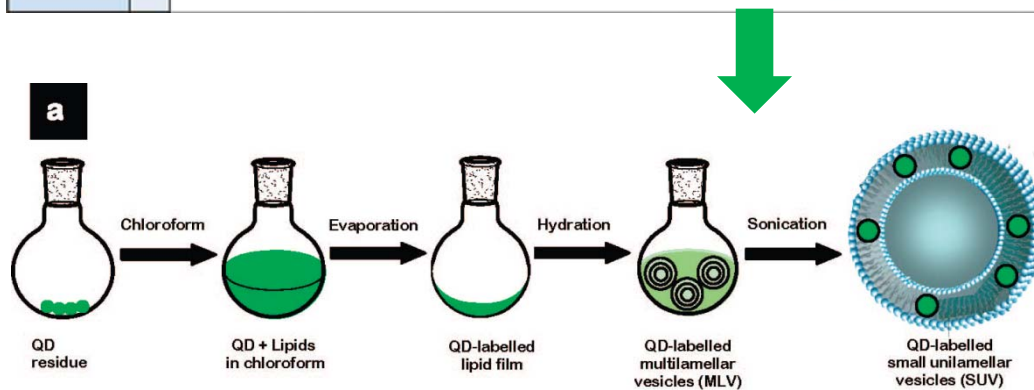 a
Chloroform
Evaporation
Hydration
Sonication
QD
residue
QD + Lipids
in chloroform
QD-labelled
lipid film
QD-labelled
multilamellar
vesicles (MLV)
QD-labelled
small unilamellar
vesicles (SUV)